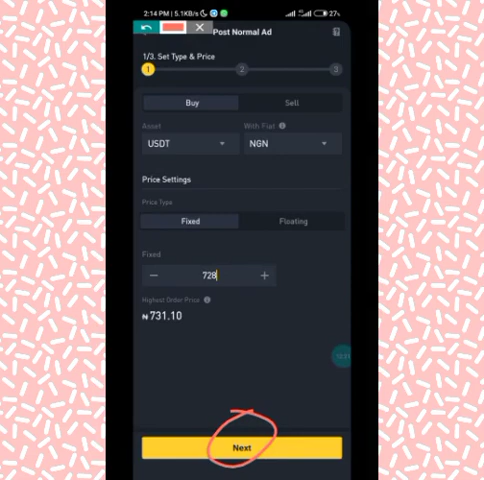 2:14 PM | 5.1KB/s
27%
Post Normal Ad
1/3. Set Type & Price
1
2
3
Buy
Sell
Asset
With Fiat
USDT
NGN
Price Settings
Price Type
Fixed
Floating
Fixed
− 728 +
Highest Order Price
₦731.10
Next